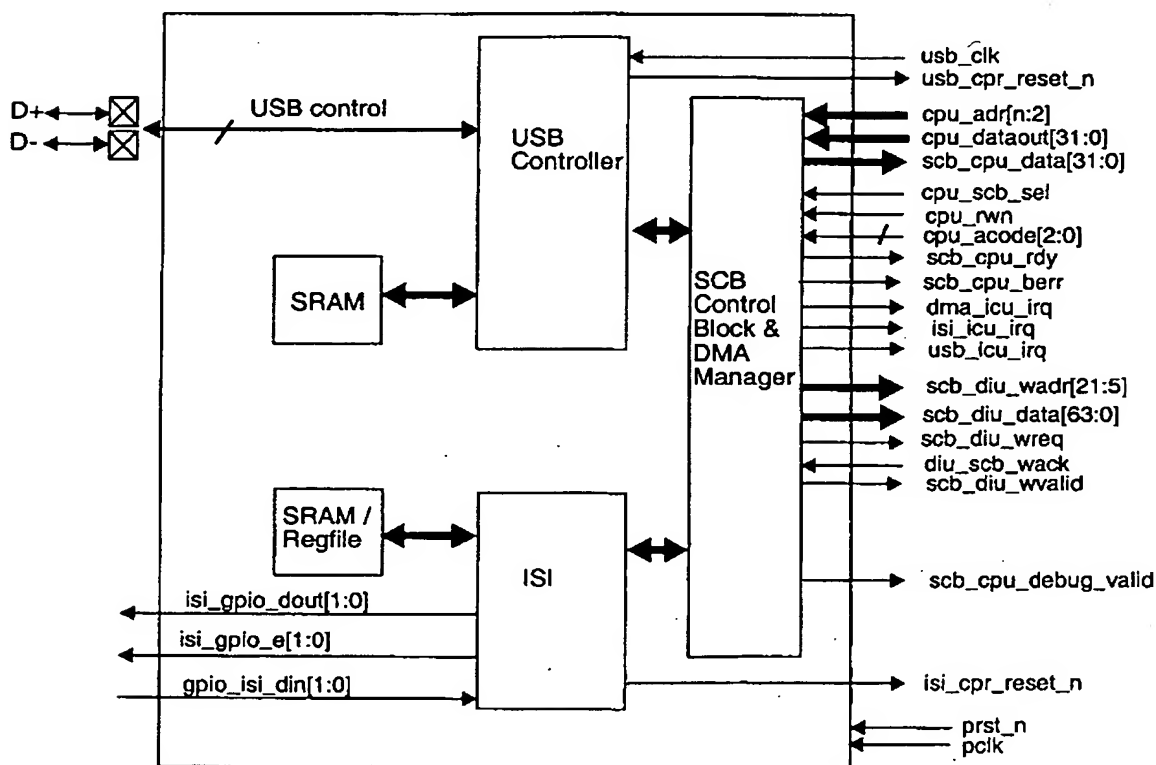 usb_clk
usb_cpr_reset_n
D+
D-
USB control
USB
Controller
cpu_adr[n:2]
cpu_dataout[31:0]
scb_cpu_data[31:0]
cpu_scb_sel
cpu_rwn
cpu_acode[2:0]
scb_cpu_rdy
scb_cpu_berr
dma_icu_irq
isi_icu_irq
usb_icu_irq
SRAM
SCB
Control
Block &
DMA
Manager
scb_diu_wadr[21:5]
scb_diu_data[63:0]
scb_diu_wreq
diu_scb_wack
scb_diu_wvalid
SRAM /
Regfile
ISI
scb_cpu_debug_valid
isi_gpio_dout[1:0]
isi_gpio_e[1:0]
gpio_isi_din[1:0]
isi_cpr_reset_n
prst_n
pclk